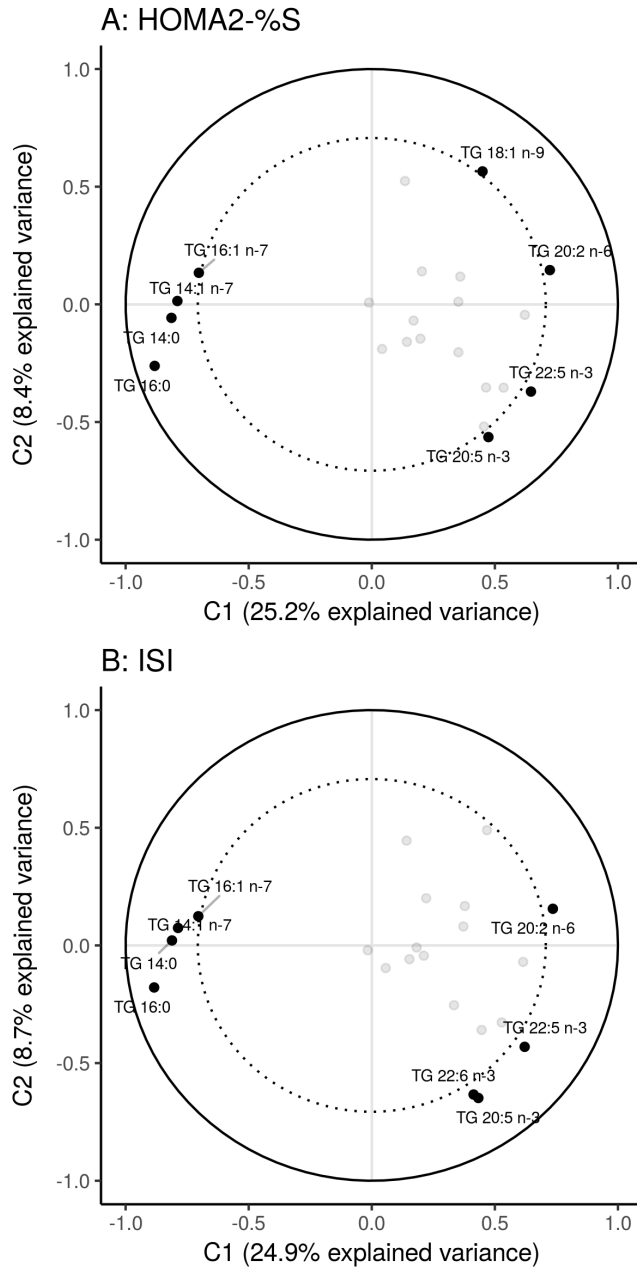 A: HOMA2-%S
1.0
TG 18:1 n-9
0.5
TG 16:1 n-7
TG 20:2 n-6
TG 14:1 n-7
0.0
TG 14:0
TG 22:5 n-3
TG 16:0
-0.5
TG 20:5 n-3
-1.0
C2 (8.4% explained variance)
-1.0 -0.5 0.0 0.5 1.0
C1 (25.2% explained variance)
B: ISI
1.0
0.5
TG 16:1 n-7
TG 14:1 n-7
TG 20:2 n-6
0.0
TG 14:0
TG 16:0
TG 22:5 n-3
-0.5
TG 22:6 n-3
TG 20:5 n-3
-1.0
C2 (8.7% explained variance)
-1.0 -0.5 0.0 0.5 1.0
C1 (24.9% explained variance)